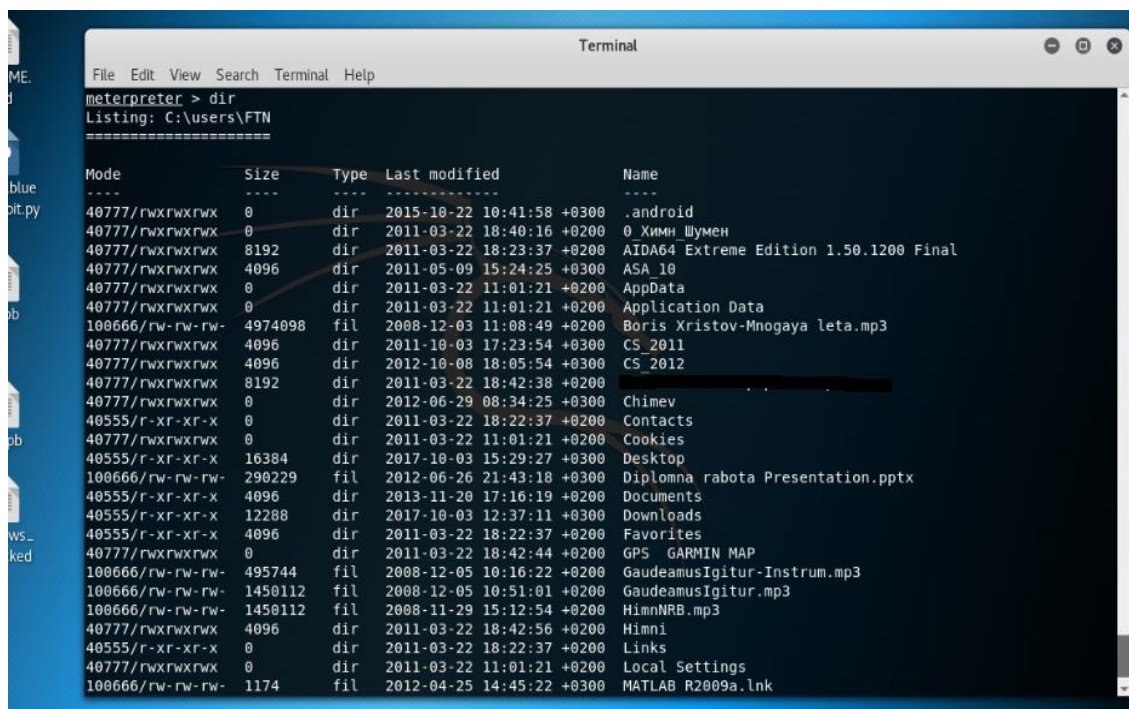 Terminal
File Edit View Search Terminal Help
ME.
blue
oit.py
ws_
ked
meterpreter > dir
Listing: C:\users\FTN
=====================
Mode Size Type Last modified Name
---- ---- ---- ------------- ----
40777/rwxrwxrwx 0 dir 2015-10-22 10:41:58 +0300 .android
40777/rwxrwxrwx 0 dir 2011-03-22 18:40:16 +0200 0_Химн_Шумен
40777/rwxrwxrwx 8192 dir 2011-03-22 18:23:37 +0200 AIDA64 Extreme Edition 1.50.1200 Final
40777/rwxrwxrwx 4096 dir 2011-05-09 15:24:25 +0300 ASA_10
40777/rwxrwxrwx 0 dir 2011-03-22 11:01:21 +0200 AppData
40777/rwxrwxrwx 0 dir 2011-03-22 11:01:21 +0200 Application Data
100666/rw-rw-rw- 4974098 fil 2008-12-03 11:08:49 +0200 Boris Xristov-Mnogaya leta.mp3
40777/rwxrwxrwx 4096 dir 2011-10-03 17:23:54 +0300 CS_2011
40777/rwxrwxrwx 4096 dir 2012-10-08 18:05:54 +0300 CS_2012
40777/rwxrwxrwx 8192 dir 2011-03-22 18:42:38 +0200
40777/rwxrwxrwx 0 dir 2012-06-29 08:34:25 +0300 Chimev
40555/r-xr-xr-x 0 dir 2011-03-22 18:22:37 +0200 Contacts
40777/rwxrwxrwx 0 dir 2011-03-22 11:01:21 +0200 Cookies
40555/r-xr-xr-x 16384 dir 2017-10-03 15:29:27 +0300 Desktop
100666/rw-rw-rw- 290229 fil 2012-06-26 21:43:18 +0300 Diplomna rabota Presentation.pptx
40555/r-xr-xr-x 4096 dir 2013-11-20 17:16:19 +0200 Documents
40555/r-xr-xr-x 12288 dir 2017-10-03 12:37:11 +0300 Downloads
40555/r-xr-xr-x 4096 dir 2011-03-22 18:22:37 +0200 Favorites
40777/rwxrwxrwx 0 dir 2011-03-22 18:42:44 +0200 GPS  GARMIN MAP
100666/rw-rw-rw- 495744 fil 2008-12-05 10:16:22 +0200 GaudeamusIgitur-Instrum.mp3
100666/rw-rw-rw- 1450112 fil 2008-12-05 10:51:01 +0200 GaudeamusIgitur.mp3
100666/rw-rw-rw- 1450112 fil 2008-11-29 15:12:54 +0200 HimnNRB.mp3
40777/rwxrwxrwx 4096 dir 2011-03-22 18:42:56 +0200 Himni
40555/r-xr-xr-x 0 dir 2011-03-22 18:22:37 +0200 Links
40777/rwxrwxrwx 0 dir 2011-03-22 11:01:21 +0200 Local Settings
100666/rw-rw-rw- 1174 fil 2012-04-25 14:45:22 +0300 MATLAB R2009a.lnk